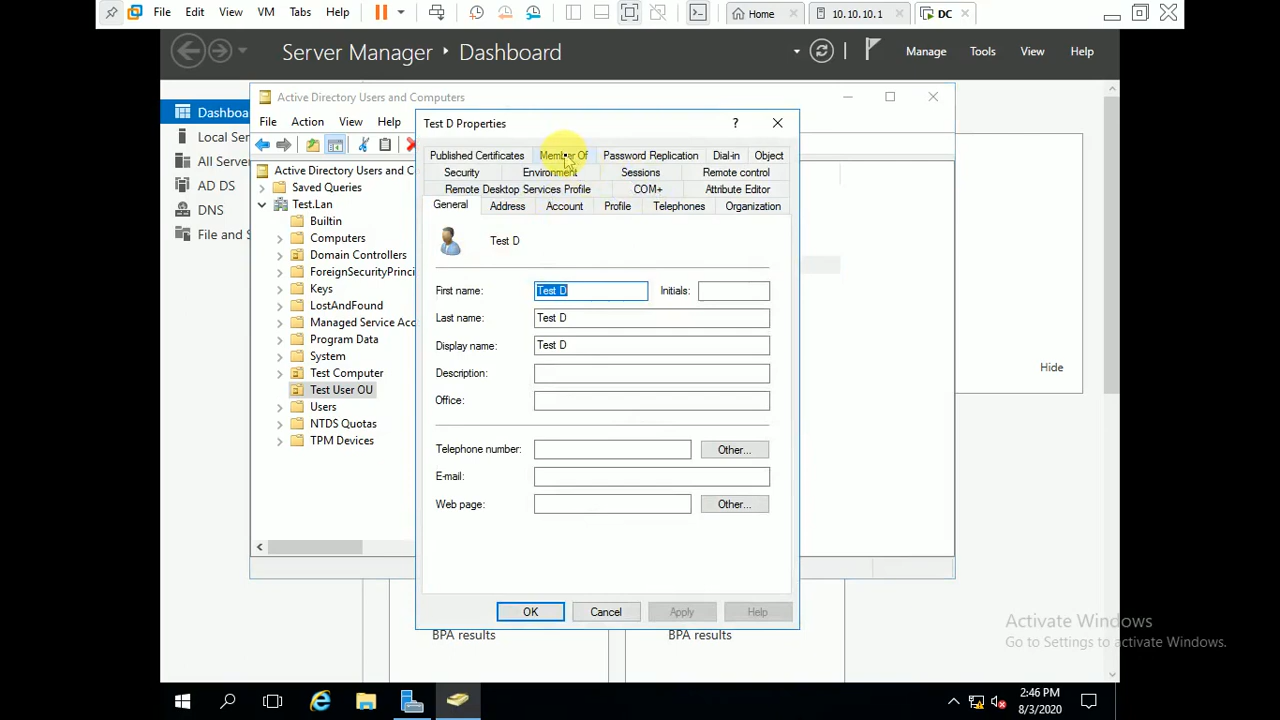 File Edit View VM Tabs Help
Home
10.10.10.1
DC
Server Manager Dashboard
Manage Tools View Help
Dashboa
Local Ser
All Server
AD DS
DNS
File and S
Active Directory Users and Computers
File Action View Help
Active Directory Users and Comput
Saved Queries
Test.Lan
Builtin
Computers
Domain Controllers
ForeignSecurityPrinci
Keys
LostAndFound
Managed Service Acc
Program Data
System
Test Computer
Test User OU
Users
NTDS Quotas
TPM Devices
Test D Properties
?
Published Certificates Member Of Password Replication Dial-in Object
Security Environment Sessions Remote control
Remote Desktop Services Profile COM+ Attribute Editor
General Address Account Profile Telephones Organization
Test D
First name: Test D Initials:
Last name: Test D
Display name: Test D
Description:
Office:
Telephone number: Other...
E-mail:
Web page: Other...
OK Cancel Apply Help
Hide
BPA results
BPA results
Activate Windows
Go to Settings to activate Windows.
2:46 PM
8/3/2020